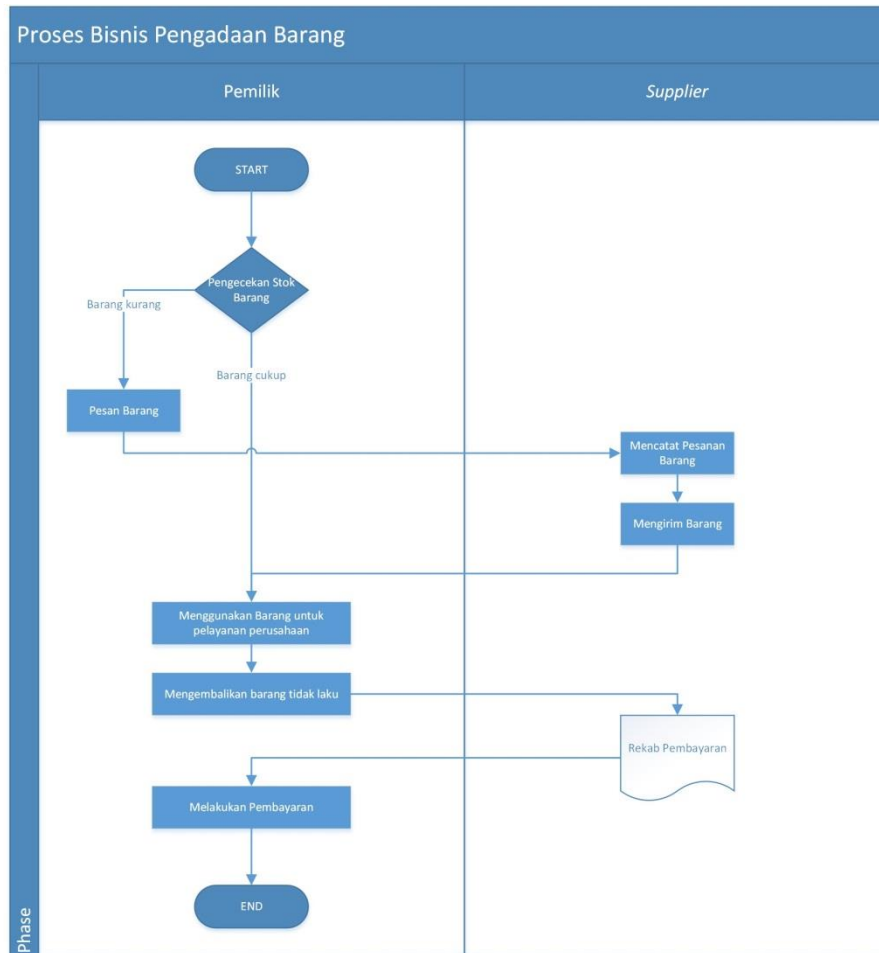 Proses Bisnis Pengadaan Barang
Pemilik
Supplier
START
Pengecekan Stok
Barang
Barang kurang
Barang cukup
Pesan Barang
Mencatat Pesanan
Barang
Mengirim Barang
Menggunakan Barang untuk
pelayanan perusahaan
Mengembalikan barang tidak laku
Rekab Pembayaran
Melakukan Pembayaran
END
Phase